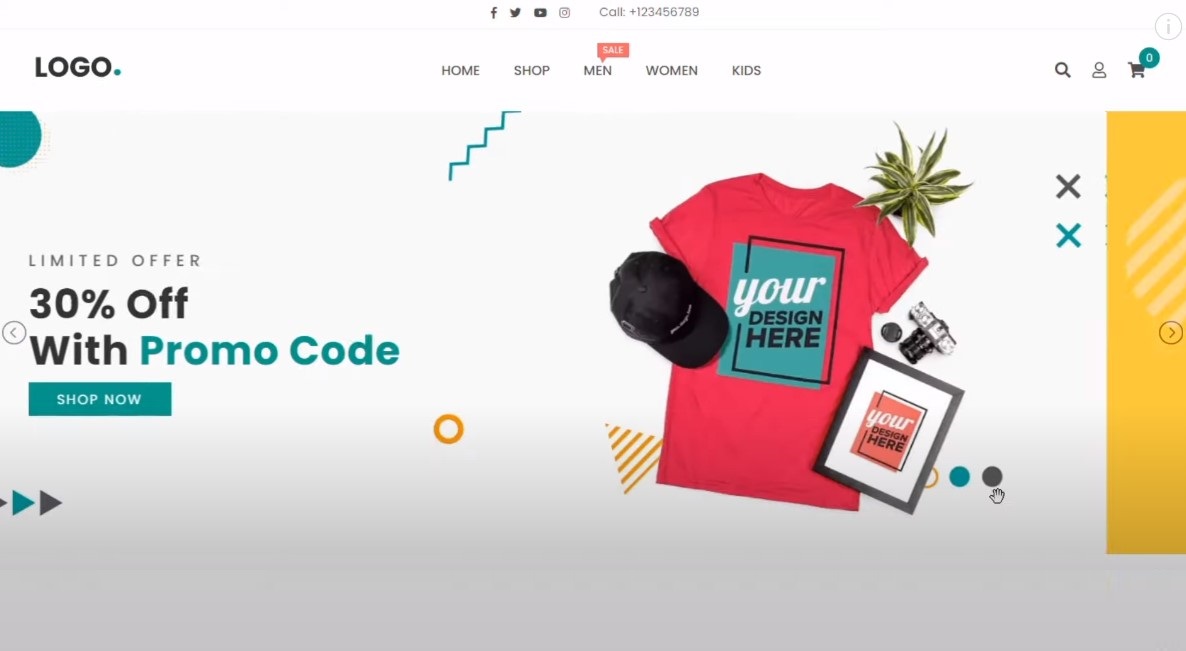 Call: +123456789
SALE
LOGO.
HOME SHOP MEN WOMEN KIDS
0
LIMITED OFFER
30% Off
With Promo Code
SHOP NOW
your
DESIGN
HERE
your
DESIGN
HERE